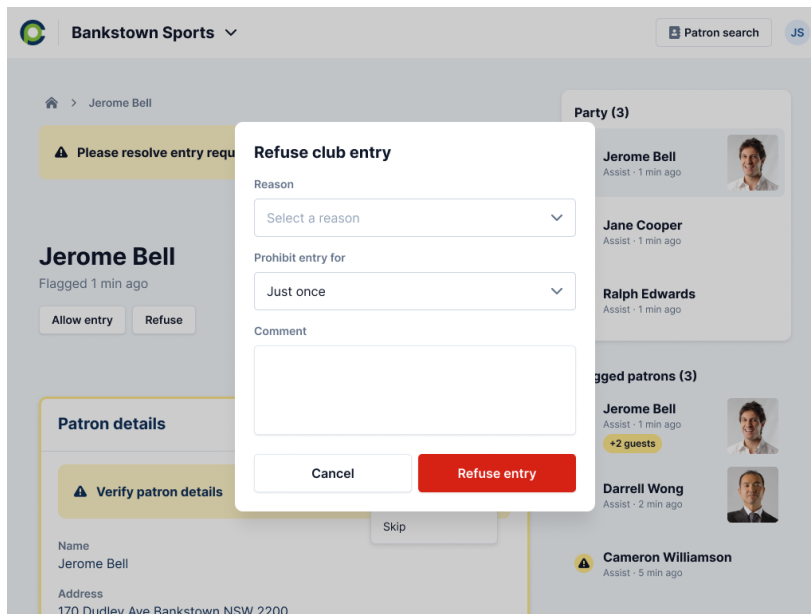 Bankstown Sports
Patron search
JS
> Jerome Bell
Please resolve entry requ
Jerome Bell
Flagged 1 min ago
Allow entry
Refuse
Patron details
Verify patron details
Name
Jerome Bell
Address
170 Dudley Ave Bankstown NSW 2200
Refuse club entry
Reason
Select a reason
Prohibit entry for
Just once
Comment
Cancel
Refuse entry
Skip
Party (3)
Jerome Bell
Assist · 1 min ago
Jane Cooper
Assist · 1 min ago
Ralph Edwards
Assist · 1 min ago
gged patrons (3)
Jerome Bell
Assist · 1 min ago
+2 guests
Darrell Wong
Assist · 2 min ago
Cameron Williamson
Assist · 5 min ago